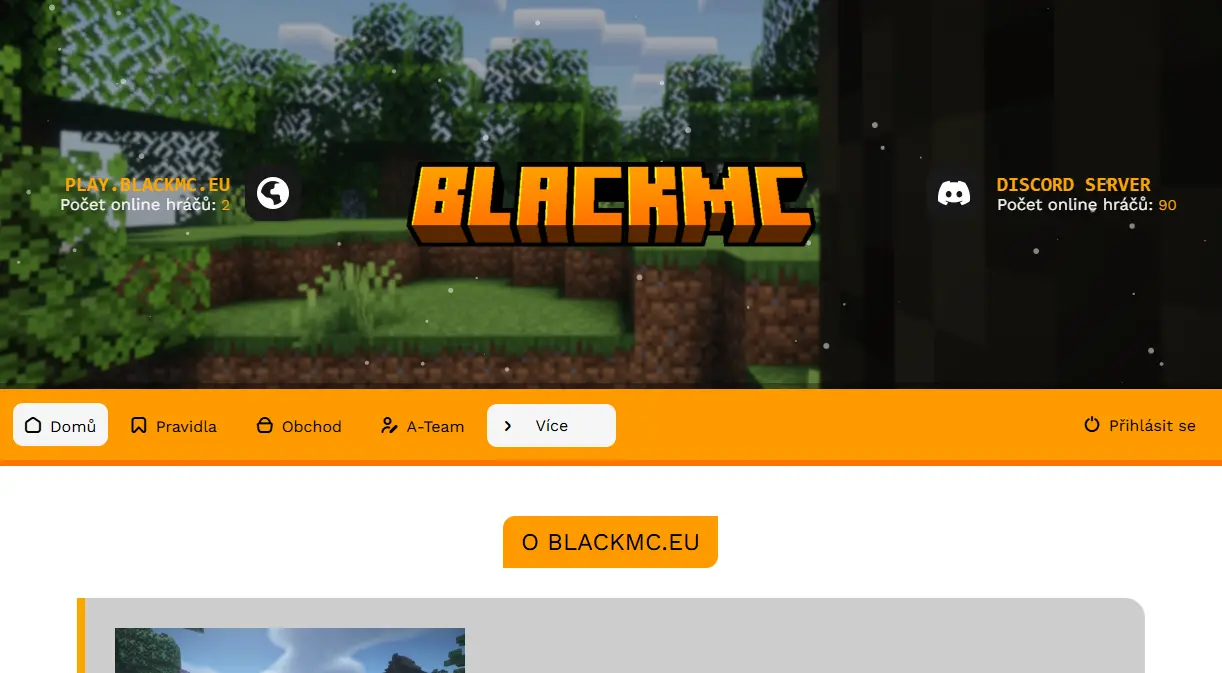 PLAY.BLACKMC.EU
Počet online hráčů: 2
BLACKMC
DISCORD SERVER
Počet online hráčů: 90
Domů
Pravidla
Obchod
A-Team
Více
Přihlásit se
O BLACKMC.EU